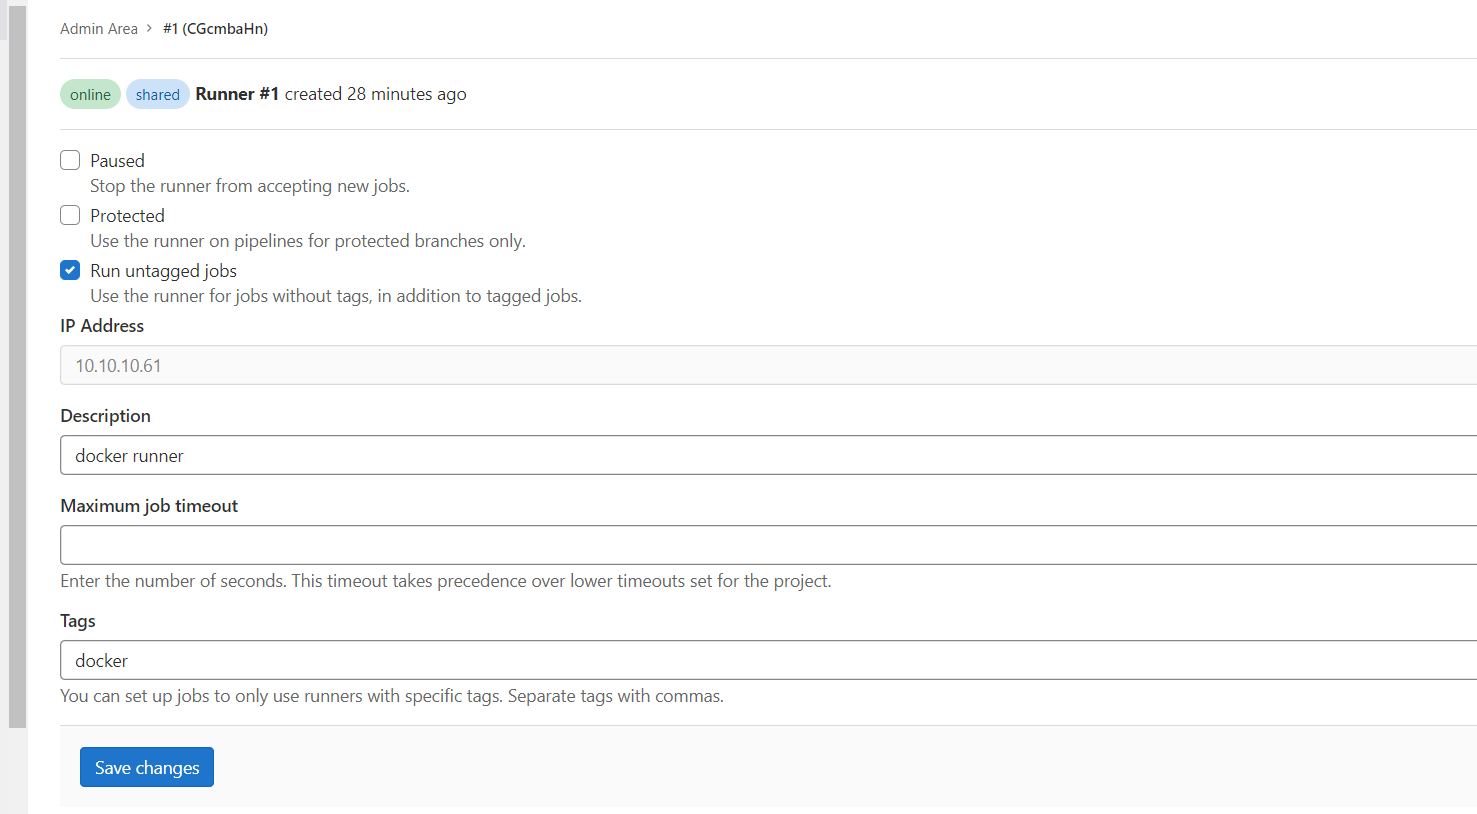 Admin Area > #1 (CGcmbaHn)
online shared Runner #1 created 28 minutes ago
Paused
Stop the runner from accepting new jobs.
Protected
Use the runner on pipelines for protected branches only.
Run untagged jobs
Use the runner for jobs without tags, in addition to tagged jobs.
IP Address
10.10.10.61
Description
docker runner
Maximum job timeout
Enter the number of seconds. This timeout takes precedence over lower timeouts set for the project.
Tags
docker
You can set up jobs to only use runners with specific tags. Separate tags with commas.
Save changes